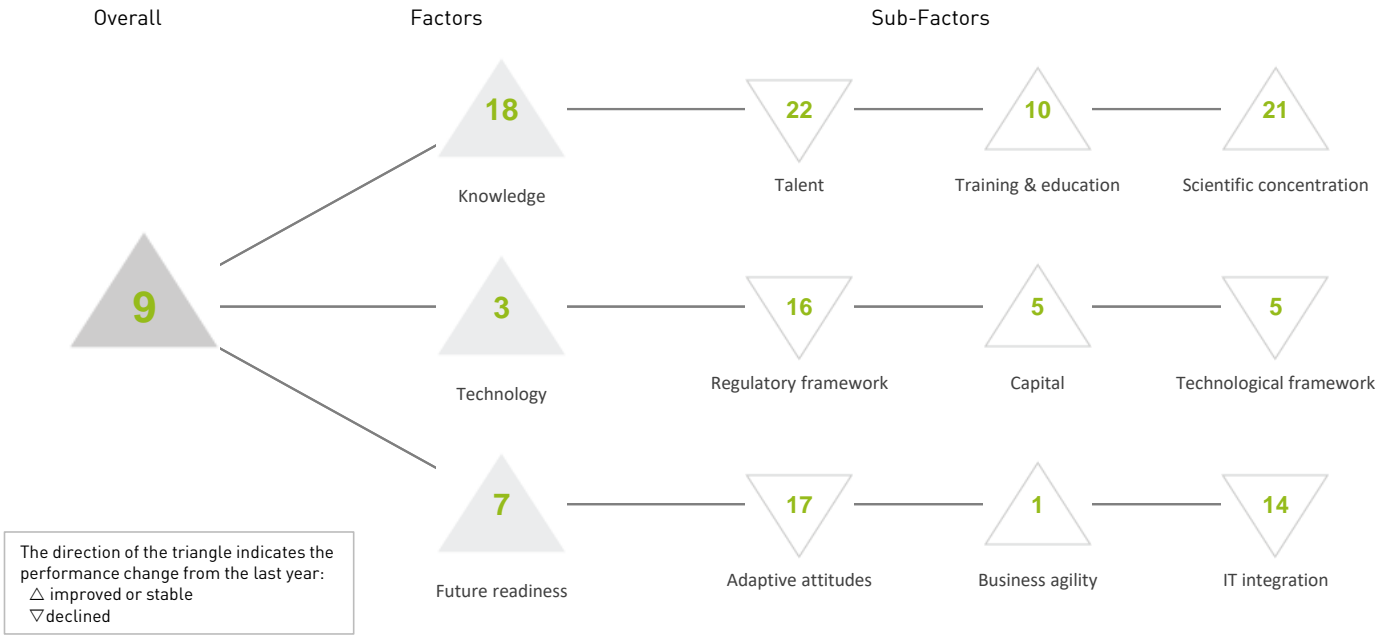 Overall Factors Sub-Factors
18 22 10 21
Knowledge Talent Training & education Scientific concentration
9 3 16 5 5
Technology Regulatory framework Capital Technological framework
7 17 1 14
Future readiness Adaptive attitudes Business agility IT integration
The direction of the triangle indicates the
performance change from the last year:
△ improved or stable
▽ declined